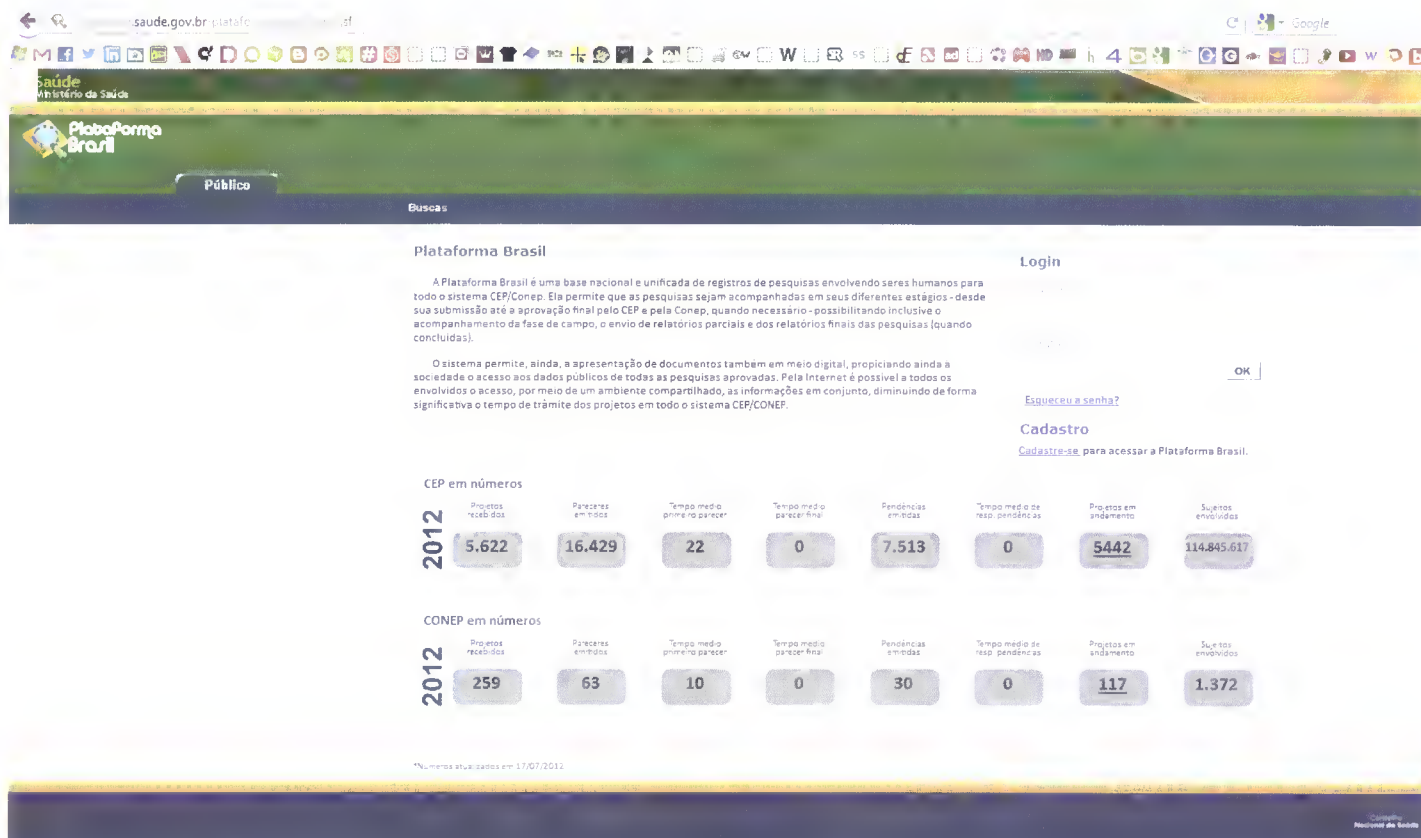 saude.gov.br
Google
Saúde
Ministério da Saúde
Plataforma
Brasil
Público
Buscas
Plataforma Brasil
A Plataforma Brasil é uma base nacional e unificada de registros de pesquisas envolvendo seres humanos para
todo o sistema CEP/Conep. Ela permite que as pesquisas sejam acompanhadas em seus diferentes estágios - desde
sua submissão até a aprovação final pelo CEP e pela Conep, quando necessário - possibilitando inclusive o
acompanhamento da fase de campo, o envio de relatórios parciais e dos relatórios finais das pesquisas (quando
concluídas).
O sistema permite, ainda, a apresentação de documentos também em meio digital, propiciando ainda à
sociedade o acesso aos dados públicos de todas as pesquisas aprovadas. Pela Internet é possível a todos os
envolvidos o acesso, por meio de um ambiente compartilhado, às informações em conjunto, diminuindo de forma
significativa o tempo de trâmite dos projetos em todo o sistema CEP/CONEP.
Login
OK
Esqueceu a senha?
Cadastro
Cadastre-se para acessar a Plataforma Brasil.
CEP em números
2012
Projetos recebidos
Pareceres emitidos
Tempo medio primeiro parecer
Tempo medio parecer final
Pendências emitidas
Tempo medio de resp. pendências
Projetos em andamento
Sujeitos envolvidos
5.622 16.429 22 0 7.513 0 5442 114.845.617
CONEP em números
2012
Projetos recebidos
Pareceres emitidos
Tempo medio primeiro parecer
Tempo medio parecer final
Pendências emitidas
Tempo médio de resp. pendências
Projetos em andamento
Sujeitos envolvidos
259 63 10 0 30 0 117 1.372
*Números atualizados em 17/07/2012
Conselho
Nacional de Saúde